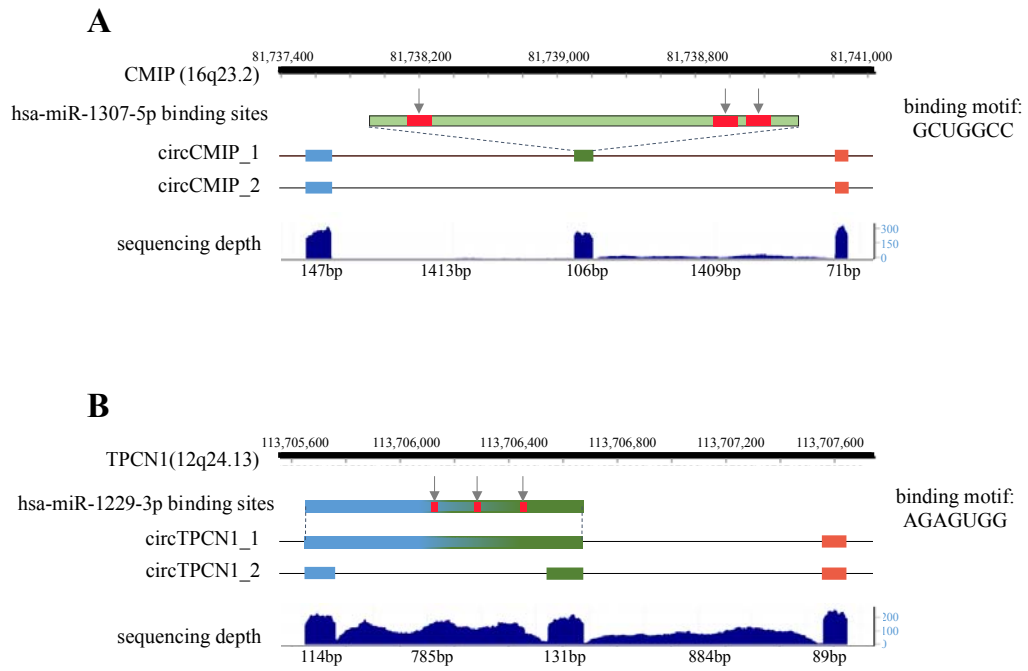 A
81,737,400 81,738,200 81,739,000 81,738,800 81,741,000
CMIP (16q23.2)
hsa-miR-1307-5p binding sites
binding motif:
GCUGGCC
circCMIP_1
circCMIP_2
sequencing depth
300
150
0
147bp 1413bp 106bp 1409bp 71bp
B
113,705,600 113,706,000 113,706,400 113,706,800 113,707,200 113,707,600
TPCN1(12q24.13)
hsa-miR-1229-3p binding sites
binding motif:
AGAGUGG
circTPCN1_1
circTPCN1_2
sequencing depth
200
100
0
114bp 785bp 131bp 884bp 89bp